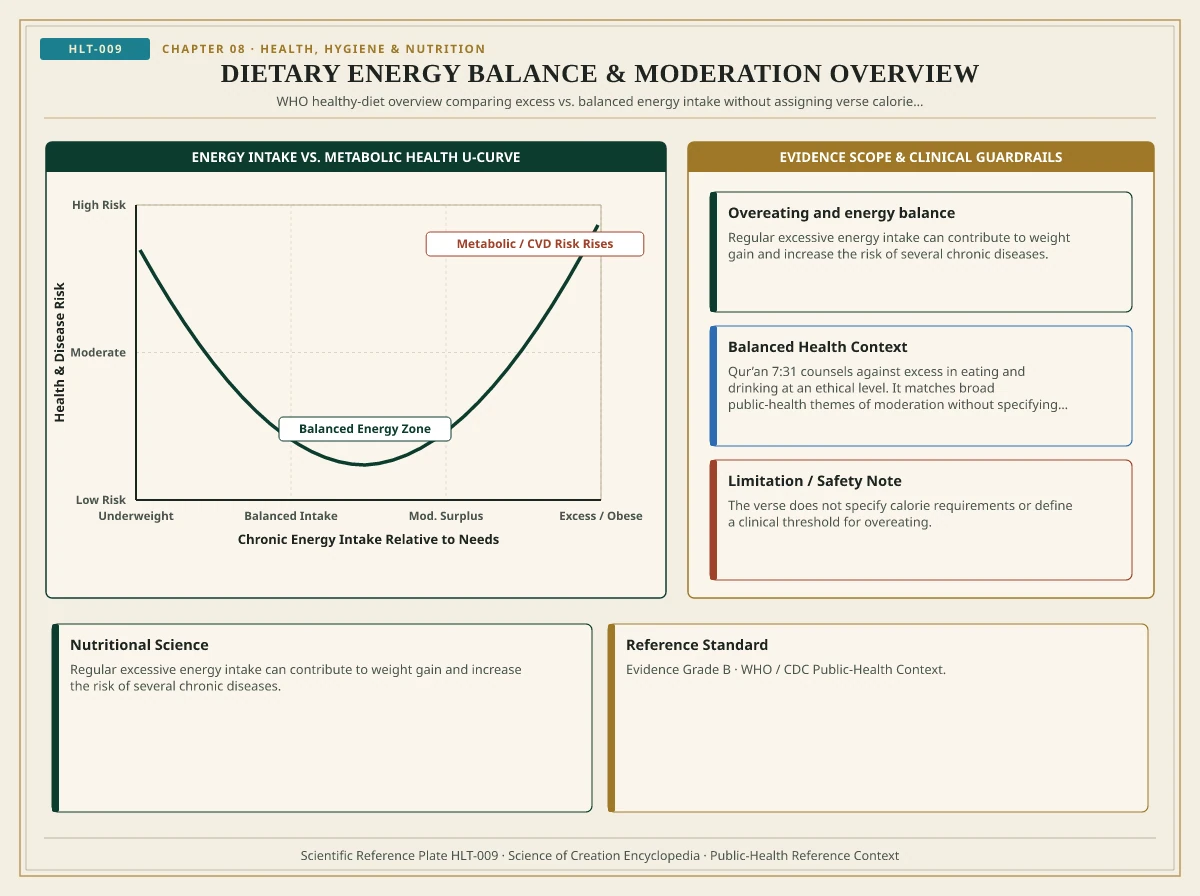 HLT-009
CHAPTER 08 · HEALTH, HYGIENE & NUTRITION
DIETARY ENERGY BALANCE & MODERATION OVERVIEW
WHO healthy-diet overview comparing excess vs. balanced energy intake without assigning verse calorie…
ENERGY INTAKE VS. METABOLIC HEALTH U-CURVE
High Risk
Metabolic / CVD Risk Rises
Health & Disease Risk
Moderate
Balanced Energy Zone
Low Risk
Underweight
Balanced Intake
Mod. Surplus
Excess / Obese
Chronic Energy Intake Relative to Needs
EVIDENCE SCOPE & CLINICAL GUARDRAILS
Overeating and energy balance
Regular excessive energy intake can contribute to weight
gain and increase the risk of several chronic diseases.
Balanced Health Context
Qur'an 7:31 counsels against excess in eating and
drinking at an ethical level. It matches broad
public-health themes of moderation without specifying…
Limitation / Safety Note
The verse does not specify calorie requirements or define
a clinical threshold for overeating.
Nutritional Science
Regular excessive energy intake can contribute to weight gain and increase
the risk of several chronic diseases.
Reference Standard
Evidence Grade B · WHO / CDC Public-Health Context.
Scientific Reference Plate HLT-009 · Science of Creation Encyclopedia · Public-Health Reference Context